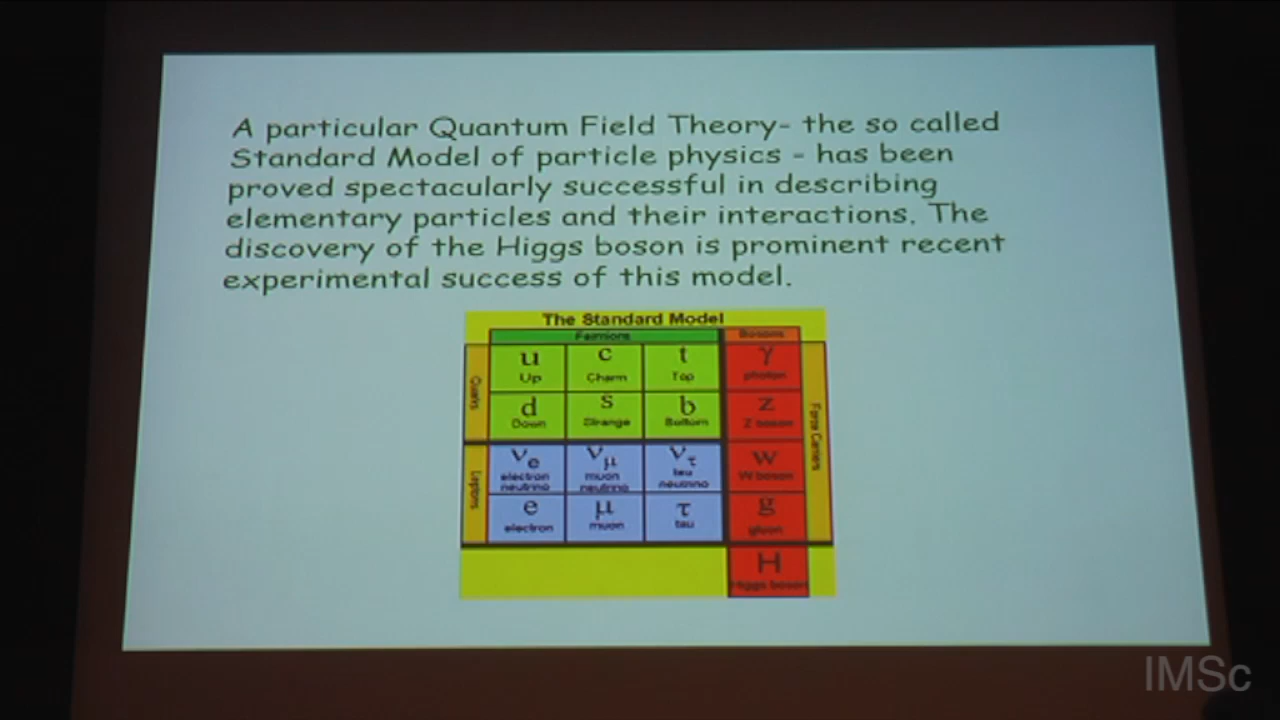 A particular Quantum Field Theory- the so called
Standard Model of particle physics - has been
proved spectacularly successful in describing
elementary particles and their interactions. The
discovery of the Higgs boson is prominent recent
experimental success of this model.
The Standard Model
Fermions Bosons
Quarks
u c t γ
Up Charm Top photon
d s b z
Down Strange Bottom Z boson
Force Carriers
Leptons
νe νμ ντ w
electron neutrino muon neutrino tau neutrino W boson
e μ τ g
electron muon tau gluon
H
Higgs boson
IMSc